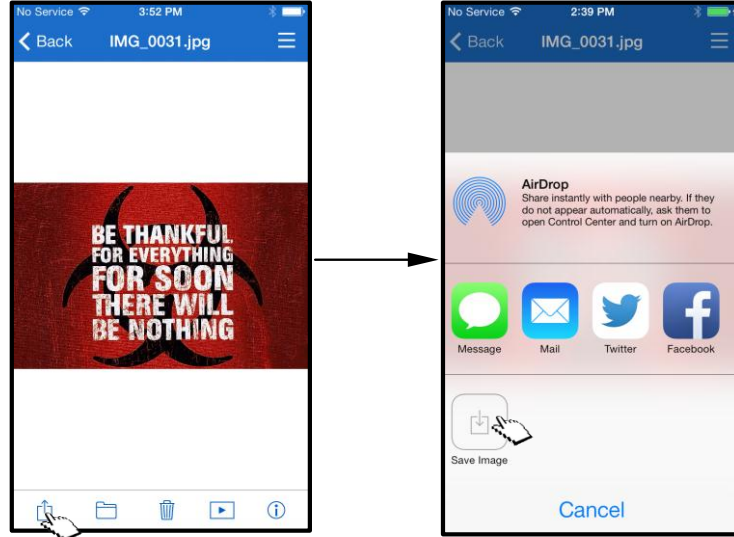 No Service 3:52 PM
Back IMG_0031.jpg
BE THANKFUL
FOR EVERYTHING
FOR SOON
THERE WILL
BE NOTHING
No Service 2:39 PM
Back IMG_0031.jpg
AirDrop
Share instantly with people nearby. If they
do not appear automatically, ask them to
open Control Center and turn on AirDrop.
Message Mail Twitter Facebook
Save Image
Cancel